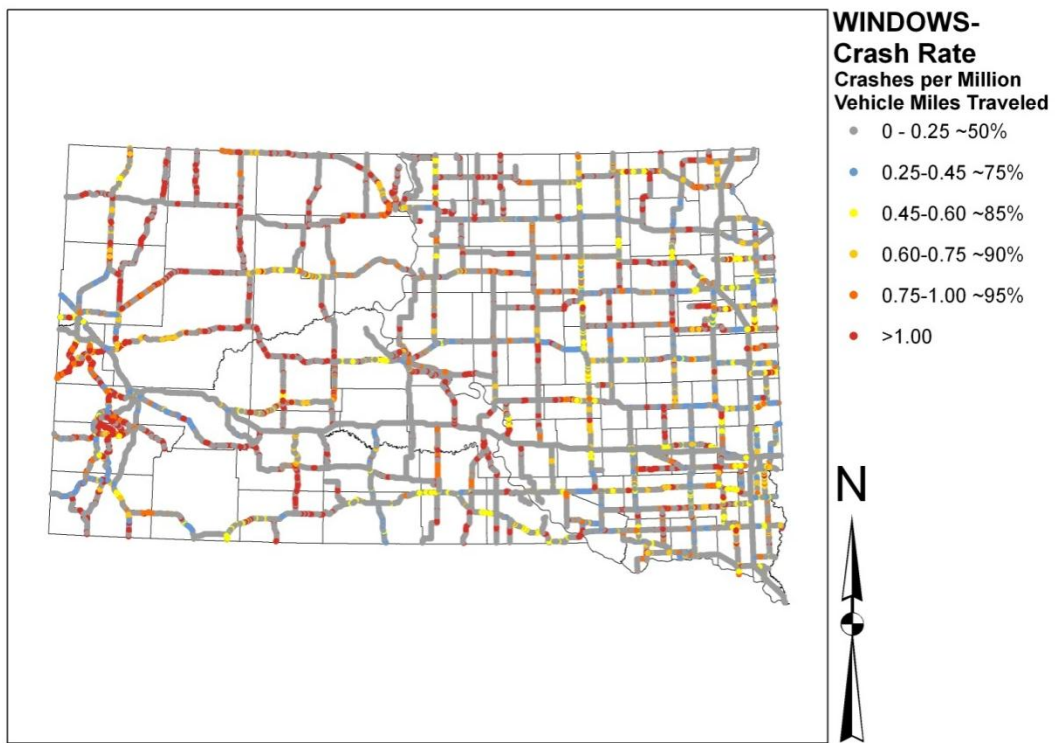 WINDOWS-
Crash Rate
Crashes per Million
Vehicle Miles Traveled
0 - 0.25 ~50%
0.25-0.45 ~75%
0.45-0.60 ~85%
0.60-0.75 ~90%
0.75-1.00 ~95%
>1.00
N